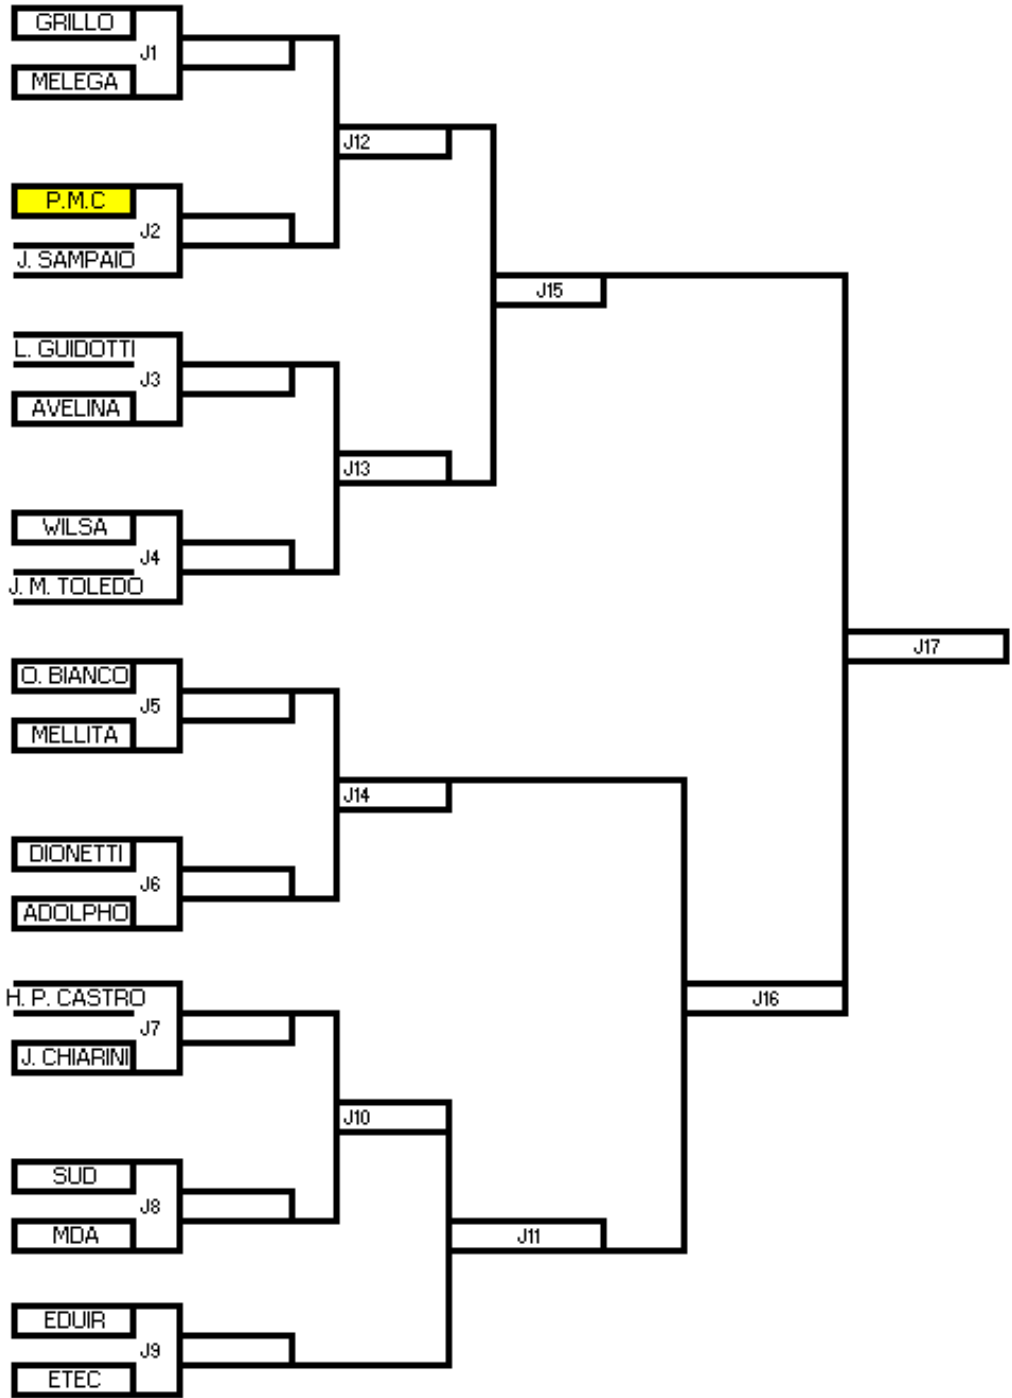 GRILLO
J1
MELEGA
J12
P.M.C
J2
J. SAMPAIO
J15
L. GUIDOTTI
J3
AVELINA
J13
WILSA
J4
J. M. TOLEDO
J17
O. BIANCO
J5
MELLITA
J14
DIONETTI
J6
ADOLPHO
H. P. CASTRO
J16
J7
J. CHIARINI
J10
SUD
J8
MDA
J11
EDUIR
J9
ETEC